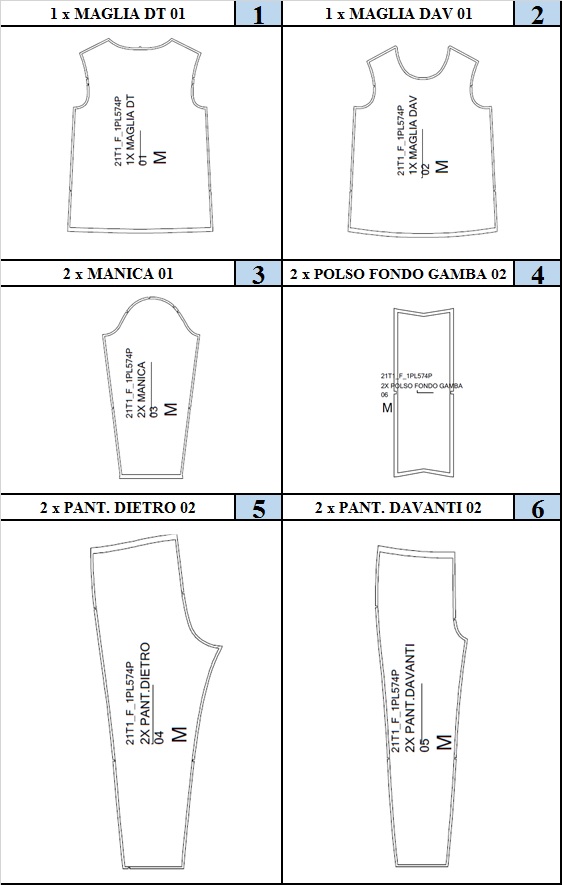 1 x MAGLIA DT 01
1
1 x MAGLIA DAV 01
2
21T1_F_1PL574P
1X MAGLIA DT
01
M
21T1_F_1PL574P
1X MAGLIA DAV
02
M
2 x MANICA 01
3
2 x POLSO FONDO GAMBA 02
4
21T1_F_1PL574P
2X MANICA
03
M
21T1_F_1PL574P
2X POLSO FONDO GAMBA
06
M
2 x PANT. DIETRO 02
5
2 x PANT. DAVANTI 02
6
21T1_F_1PL574P
2X PANT.DIETRO
04
M
21T1_F_1PL574P
2X PANT.DAVANTI
05
M